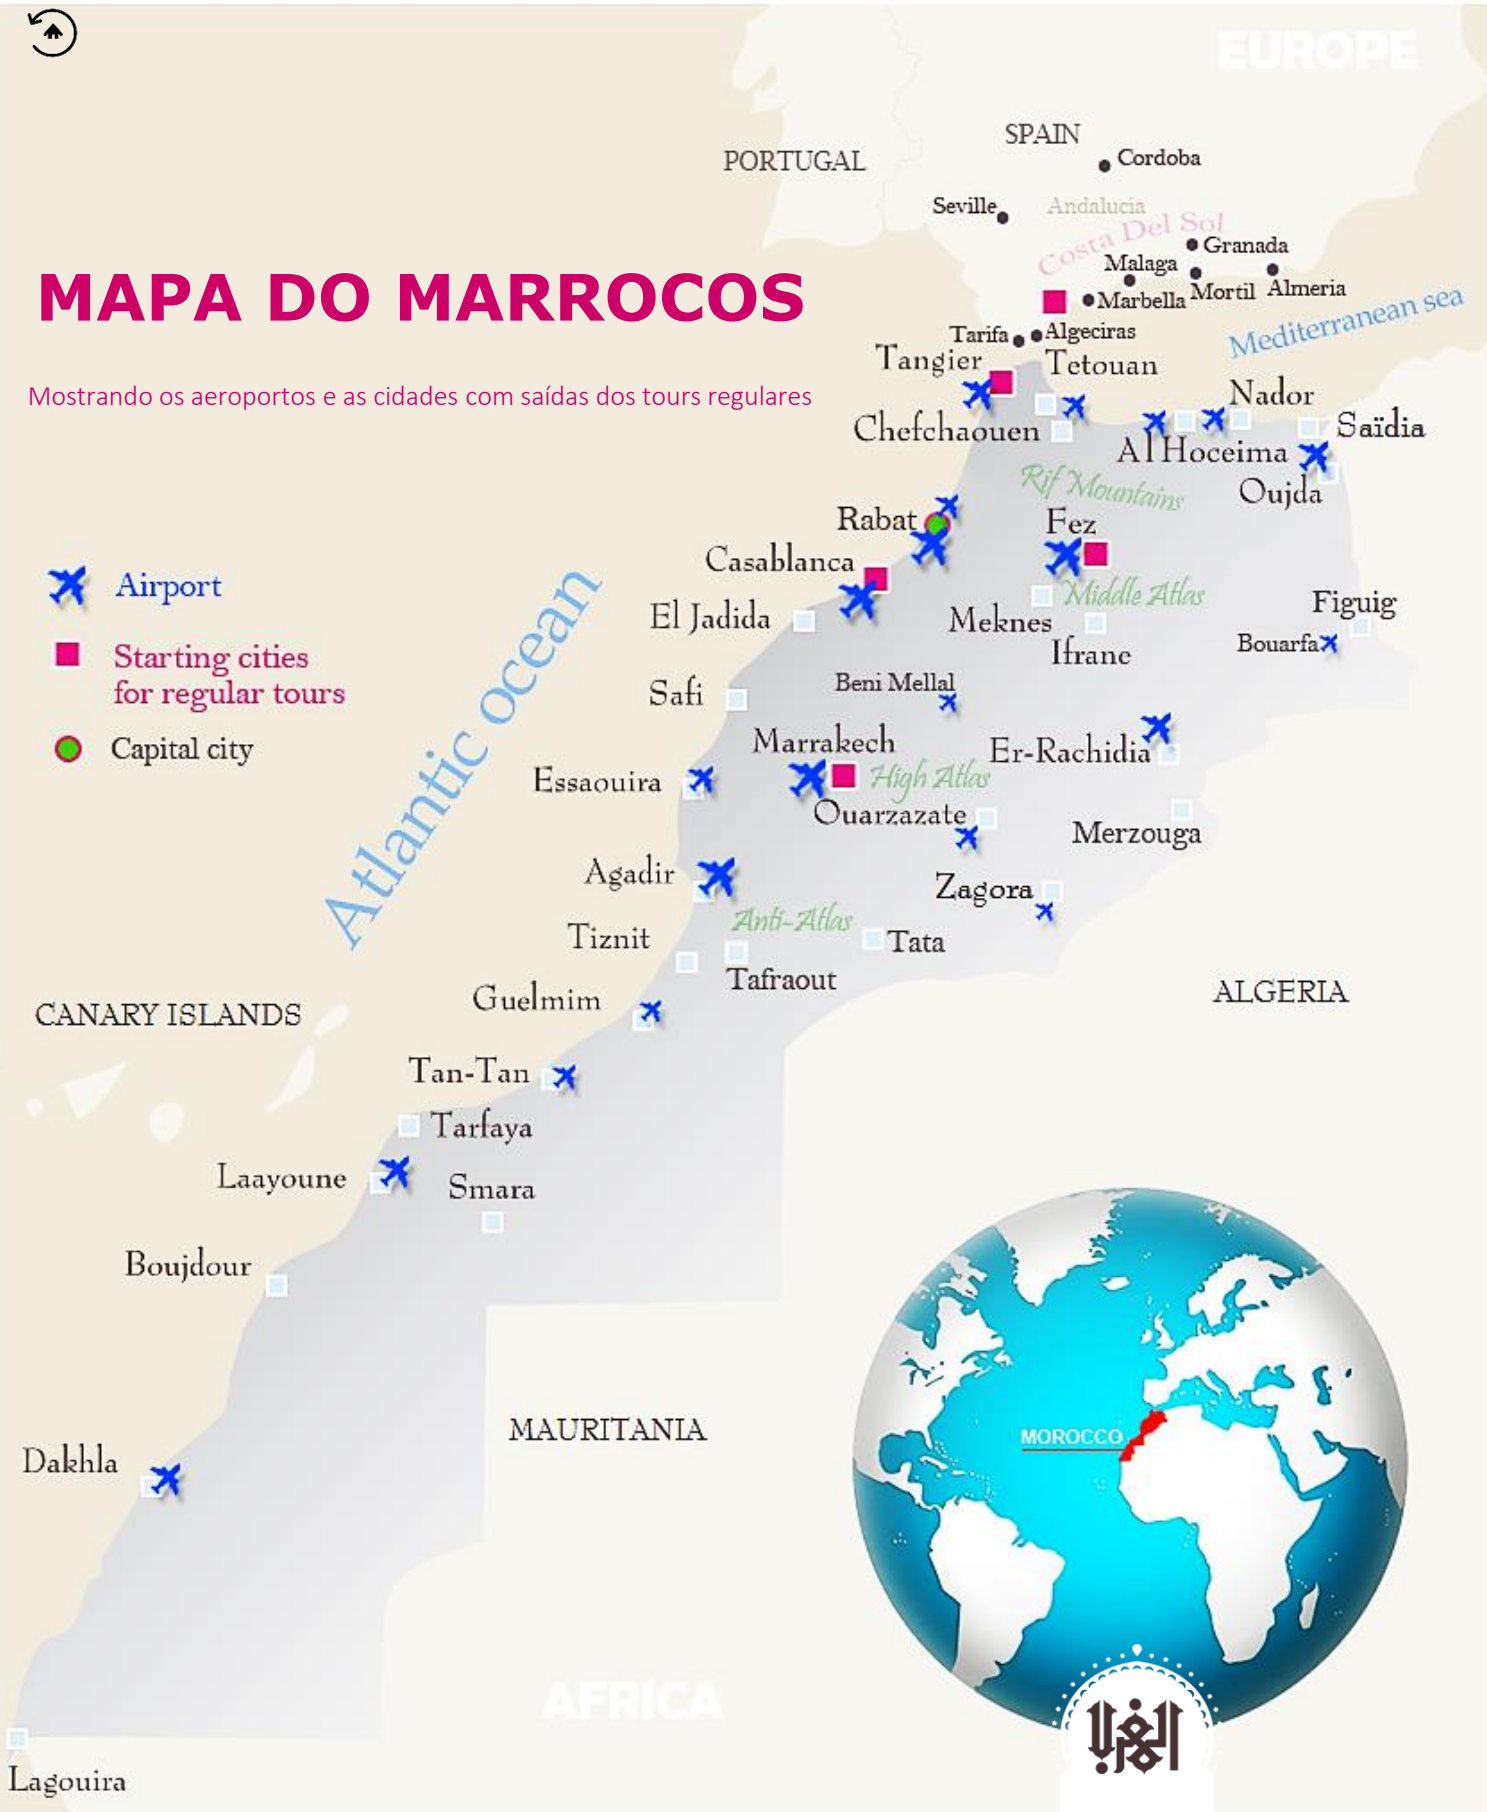 EUROPE
SPAIN
PORTUGAL
Cordoba
Seville
Andalucia
Costa Del Sol
Granada
Malaga
Marbella
Mortil
Almeria
MAPA DO MARROCOS
Mediterranean sea
Tarifa
Algeciras
Tangier
Tetouan
Mostrando os aeroportos e as cidades com saídas dos tours regulares
Nador
Chefchaouen
Saïdia
Al Hoceima
Rif Mountains
Oujda
Rabat
Fez
Casablanca
Airport
Middle Atlas
El Jadida
Meknes
Figuig
Ifrane
Bouarfa
Starting cities
for regular tours
Atlantic ocean
Safi
Beni Mellal
Capital city
Marrakech
Er-Rachidia
Essaouira
High Atlas
Ouarzazate
Merzouga
Agadir
Zagora
Anti-Atlas
Tiznit
Tata
Tafraout
Guelmim
ALGERIA
CANARY ISLANDS
Tan-Tan
Tarfaya
Laayoune
Smara
Boujdour
MAURITANIA
MOROCCO
Dakhla
AFRICA
Lagouira